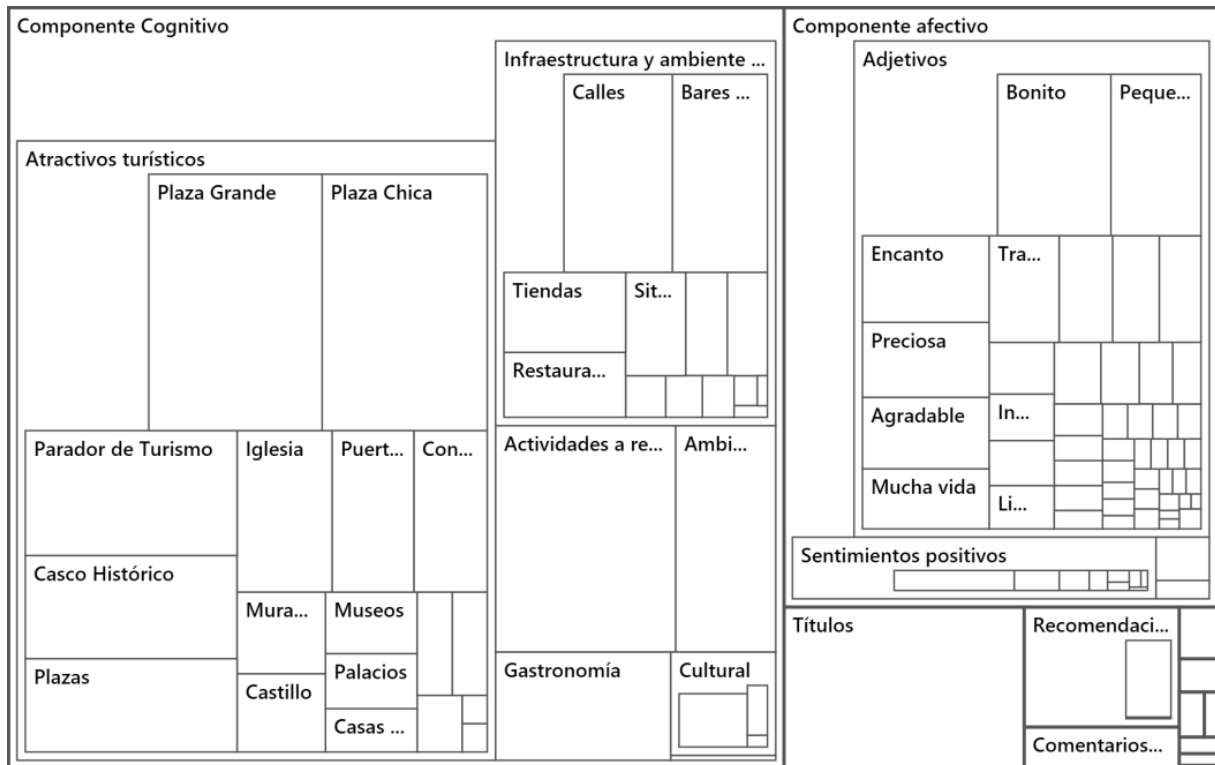 Componente Cognitivo
Infraestructura y ambiente ...
Calles
Bares ...
Atractivos turísticos
Plaza Grande
Plaza Chica
Tiendas
Sit...
Restaura...
Parador de Turismo
Iglesia
Puert...
Con...
Actividades a re...
Ambi...
Casco Histórico
Mura...
Museos
Plazas
Castillo
Palacios
Casas ...
Gastronomía
Cultural
Componente afectivo
Adjetivos
Bonito
Peque...
Encanto
Tra...
Preciosa
Agradable
In...
Mucha vida
Li...
Sentimientos positivos
Títulos
Recomendaci...
Comentarios...